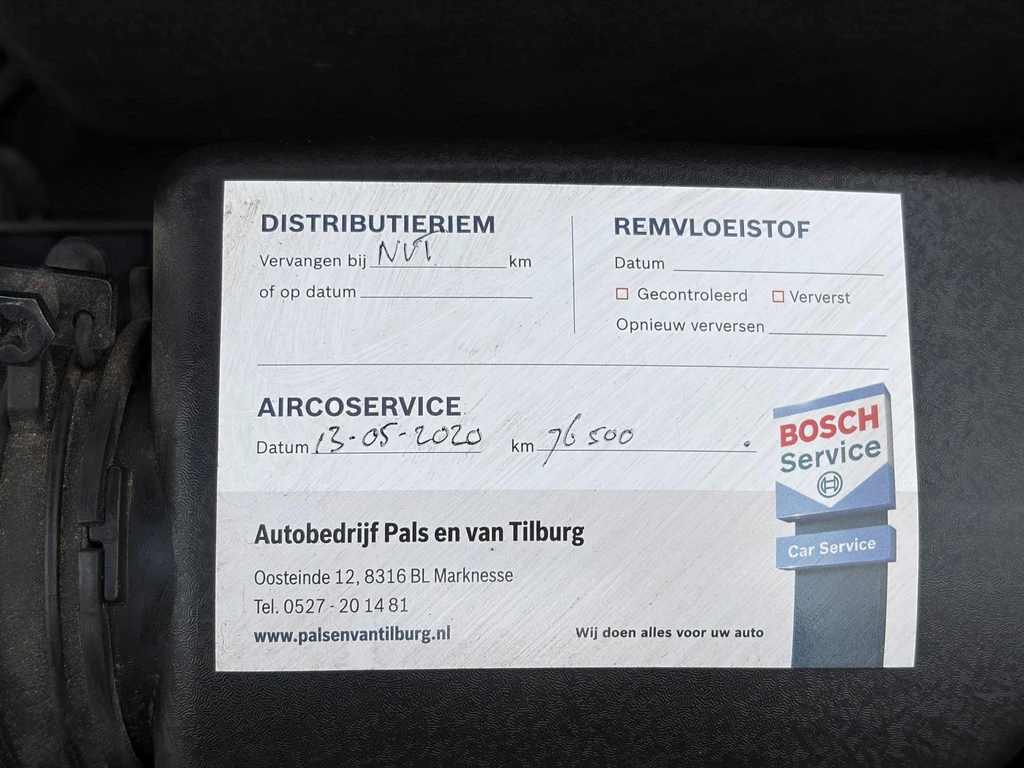 DISTRIBUTIERIEM
Vervangen bij NVT km
of op datum
REMVLOEISTOF
Datum
Gecontroleerd Ververst
Opnieuw verversen
AIRCOSERVICE
Datum 13-05-2020 km 76500
BOSCH
Service
Car Service
Autobedrijf Pals en van Tilburg
Oosteinde 12, 8316 BL Marknesse
Tel. 0527 - 20 14 81
www.palsenvantilburg.nl
Wij doen alles voor uw auto